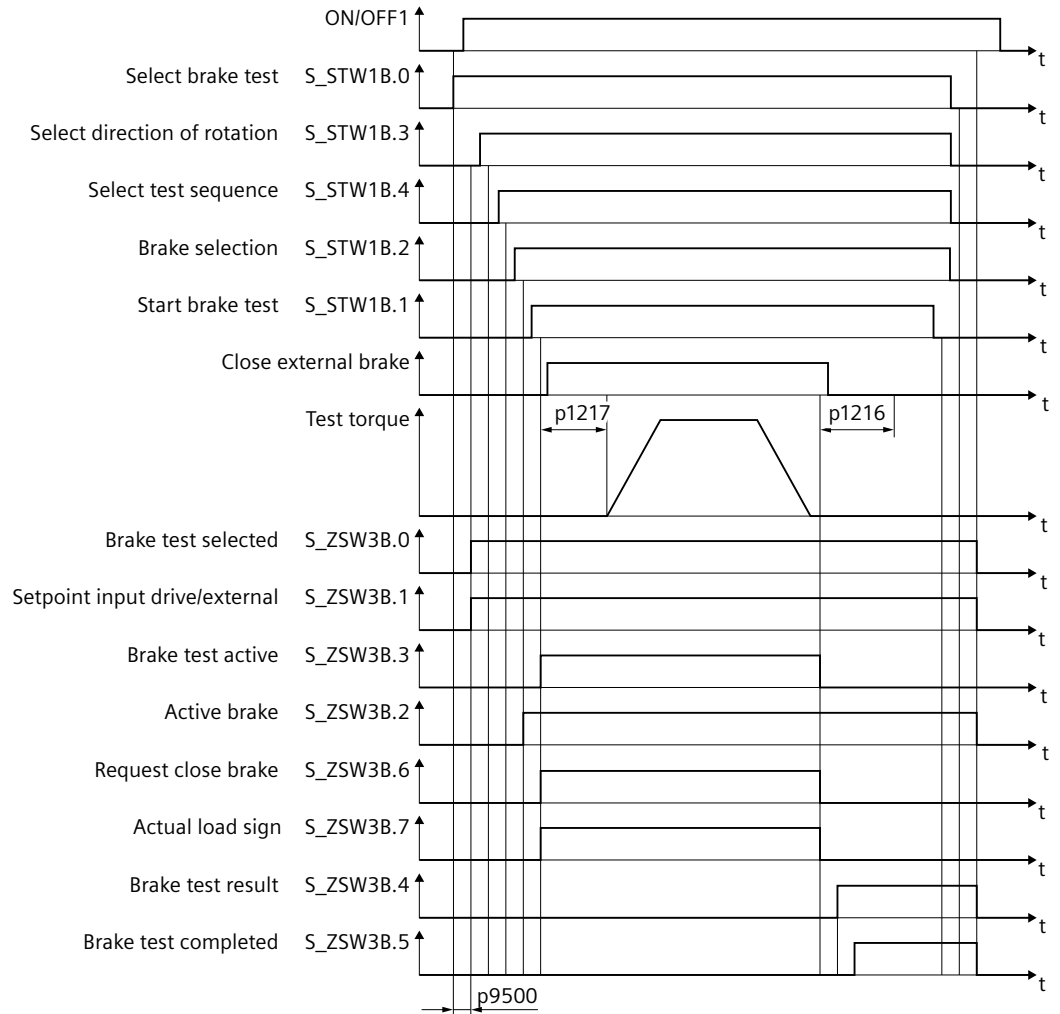 ON/OFF1
t
Select brake test S_STW1B.0
t
Select direction of rotation S_STW1B.3
t
Select test sequence S_STW1B.4
t
Brake selection S_STW1B.2
t
Start brake test S_STW1B.1
t
Close external brake
t
Test torque p1217 p1216
t
Brake test selected S_ZSW3B.0
t
Setpoint input drive/external S_ZSW3B.1
t
Brake test active S_ZSW3B.3
t
Active brake S_ZSW3B.2
t
Request close brake S_ZSW3B.6
t
Actual load sign S_ZSW3B.7
t
Brake test result S_ZSW3B.4
t
Brake test completed S_ZSW3B.5
t
p9500